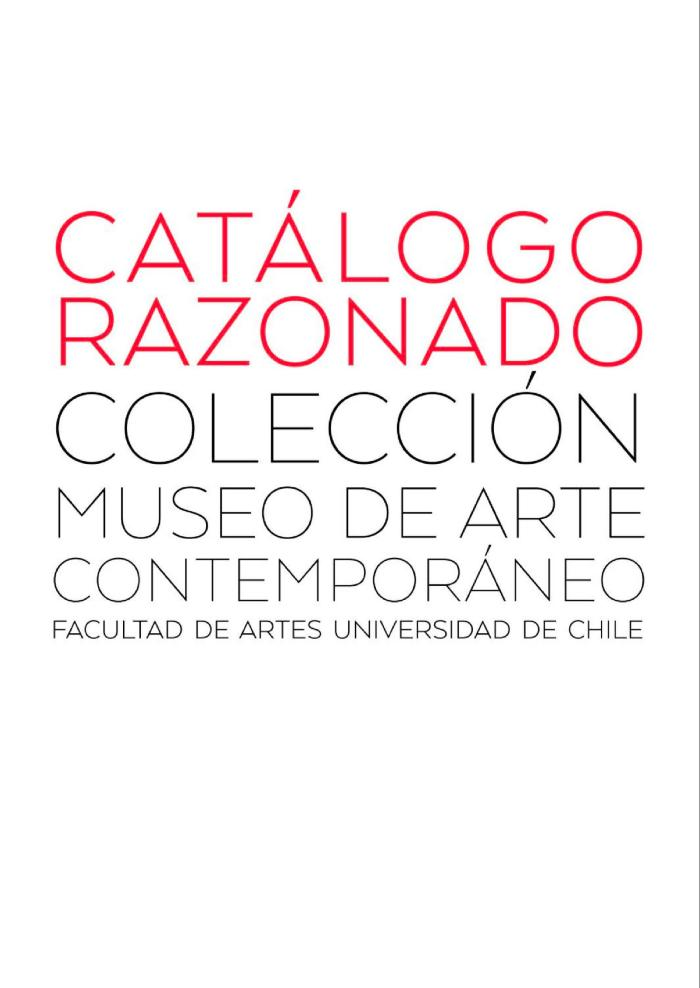 CATÁLOGO
RAZONADO
COLECCIÓN
MUSEO DE ARTE
CONTEMPORÁNEO
FACULTAD DE ARTES UNIVERSIDAD DE CHILE